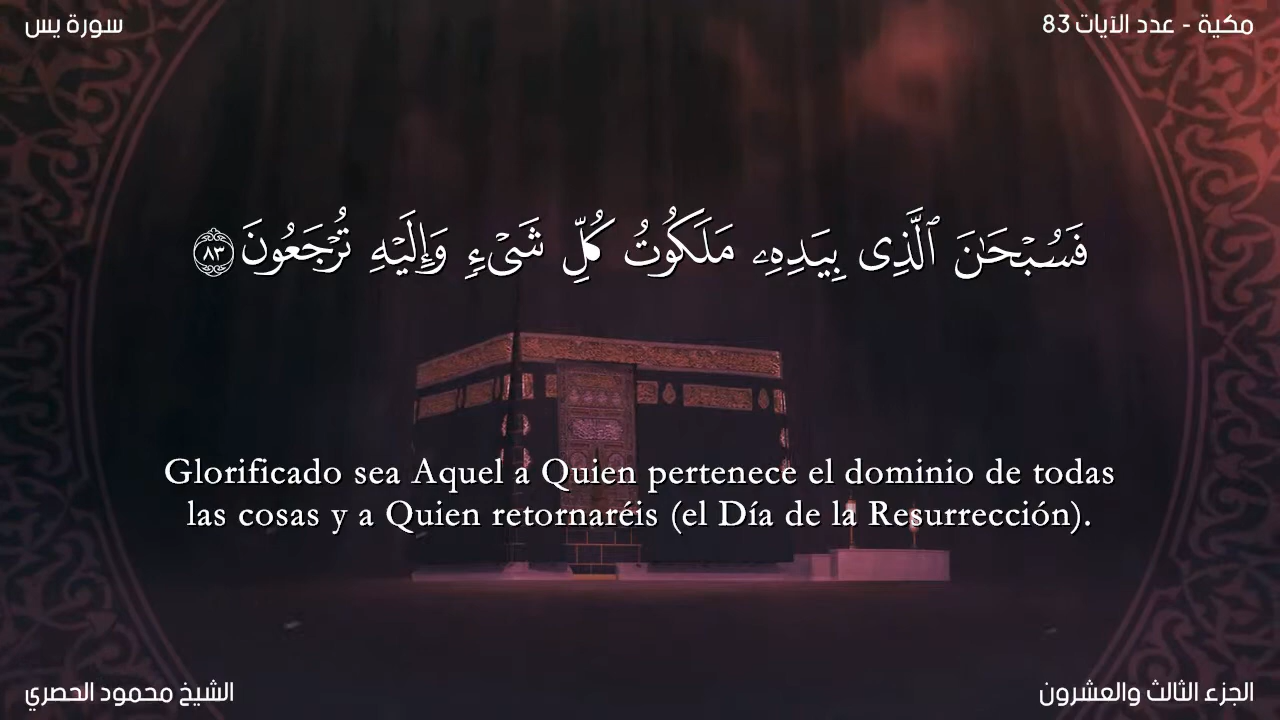 مكية - عدد الآيات 83
سورة يس
فَسُبْحَـٰنَ ٱلَّذِى بِيَدِهِۦ مَلَكُوتُ كُلِّ شَىْءٍ وَإِلَيْهِ تُرْجَعُونَ ٨٣
Glorificado sea Aquel a Quien pertenece el dominio de todas
las cosas y a Quien retornaréis (el Día de la Resurrección).
الجزء الثالث والعشرون
الشيخ محمود الحصري